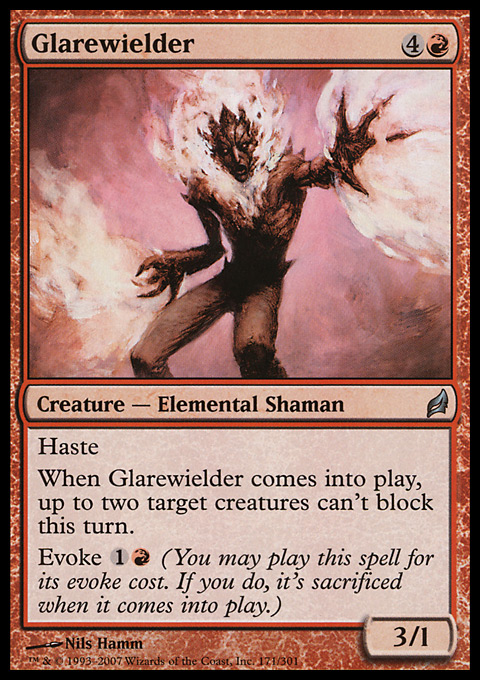 Glarewielder 4
Creature — Elemental Shaman
Haste
When Glarewielder comes into play,
up to two target creatures can't block
this turn.
Evoke 1 (You may play this spell for
its evoke cost. If you do, it's sacrificed
when it comes into play.)
Nils Hamm
3/1
™ & © 1993–2007 Wizards of the Coast, Inc. 171/301